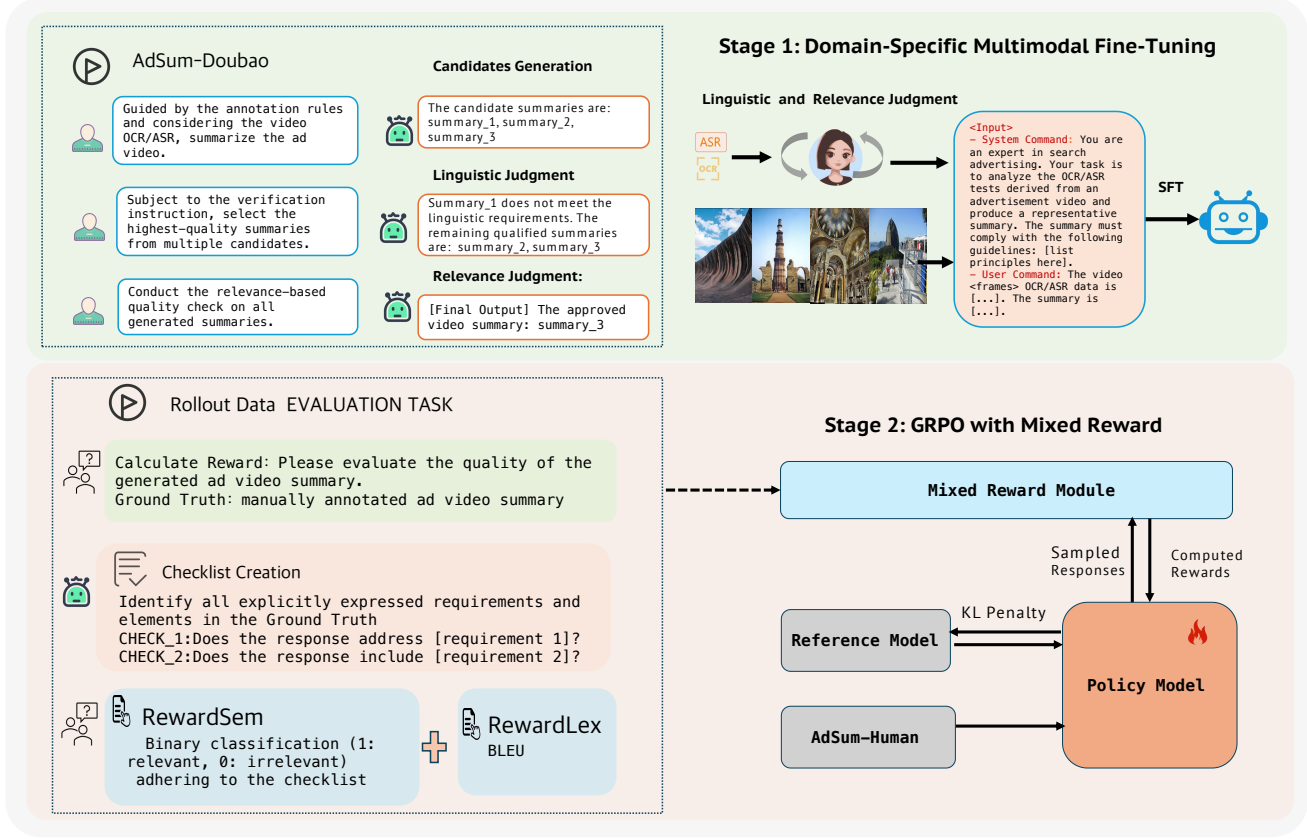 AdSum-Doubao
Guided by the annotation rules
and considering the video
OCR/ASR, summarize the ad
video.
Subject to the verification
instruction, select the
highest-quality summaries
from multiple candidates.
Conduct the relevance-based
quality check on all
generated summaries.
Candidates Generation
The candidate summaries are:
summary_1, summary_2,
summary_3
Linguistic Judgment
Summary_1 does not meet the
linguistic requirements. The
remaining qualified summaries
are: summary_2, summary_3
Relevance Judgment:
[Final Output] The approved
video summary: summary_3
Stage 1: Domain-Specific Multimodal Fine-Tuning
Linguistic and Relevance Judgment
ASR
OCR
<Input>
- System Command: You are
an expert in search
advertising. Your task is
to analyze the OCR/ASR
tests derived from an
advertisement video and
produce a representative
summary. The summary must
comply with the following
guidelines: [list
principles here].
- User Command: The video
<frames> OCR/ASR data is
[...]. The summary is
[...].
SFT
Rollout Data EVALUATION TASK
?
Calculate Reward: Please evaluate the quality of the
generated ad video summary.
Ground Truth: manually annotated ad video summary
Checklist Creation
Identify all explicitly expressed requirements and
elements in the Ground Truth
CHECK_1:Does the response address [requirement 1]?
CHECK_2:Does the response include [requirement 2]?
?
RewardSem
Binary classification (1:
relevant, 0: irrelevant)
adhering to the checklist
RewardLex
BLEU
Stage 2: GRPO with Mixed Reward
Mixed Reward Module
Sampled
Responses
Computed
Rewards
KL Penalty
Reference Model
Policy Model
AdSum-Human